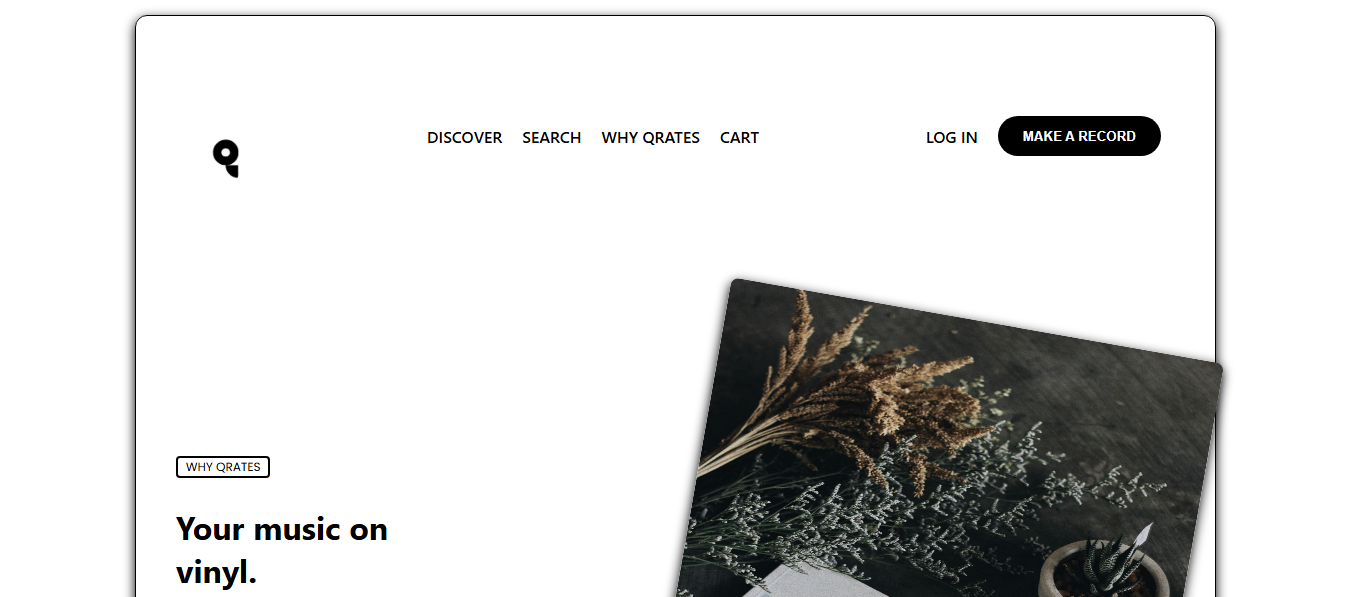 DISCOVER SEARCH WHY QRATES CART LOG IN MAKE A RECORD
WHY QRATES
Your music on
vinyl.